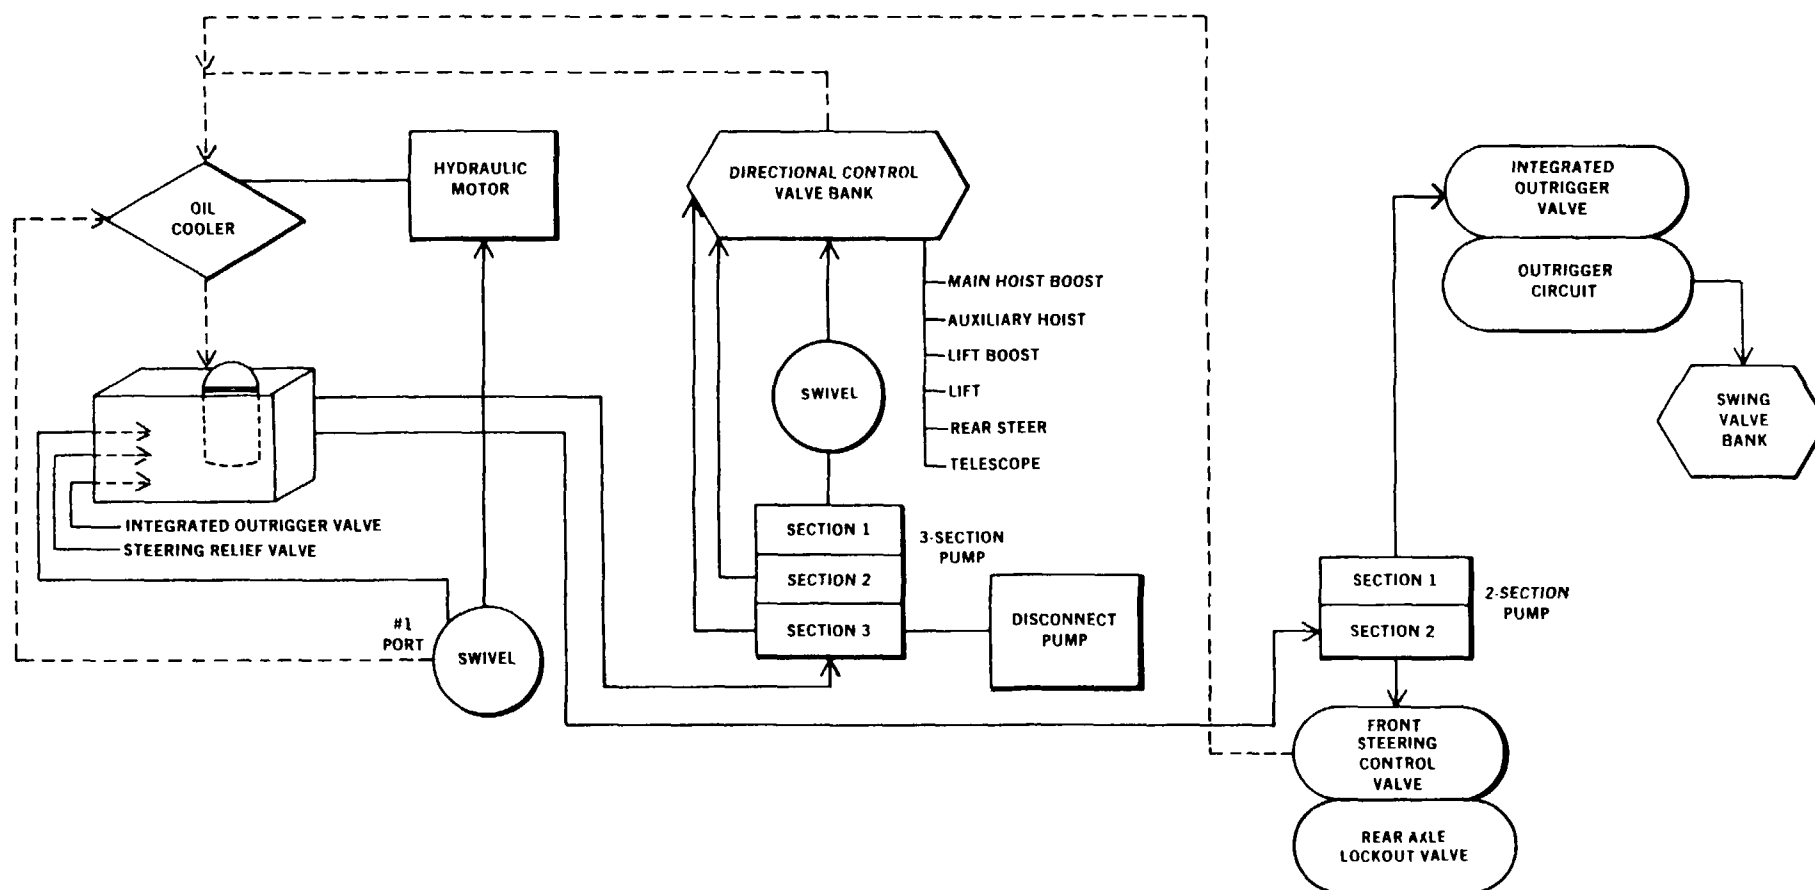 HYDRAULIC
MOTOR
OIL
COOLER
DIRECTIONAL CONTROL
VALVE BANK
INTEGRATED
OUTRIGGER
VALVE
OUTRIGGER
CIRCUIT
MAIN HOIST BOOST
AUXILIARY HOIST
LIFT BOOST
LIFT
REAR STEER
TELESCOPE
SWIVEL
SWING
VALVE
BANK
INTEGRATED OUTRIGGER VALVE
STEERING RELIEF VALVE
SECTION 1
SECTION 2
SECTION 3
3-SECTION
PUMP
DISCONNECT
PUMP
SECTION 1
SECTION 2
2-SECTION
PUMP
#1
PORT
SWIVEL
FRONT
STEERING
CONTROL
VALVE
REAR AXLE
LOCKOUT VALVE